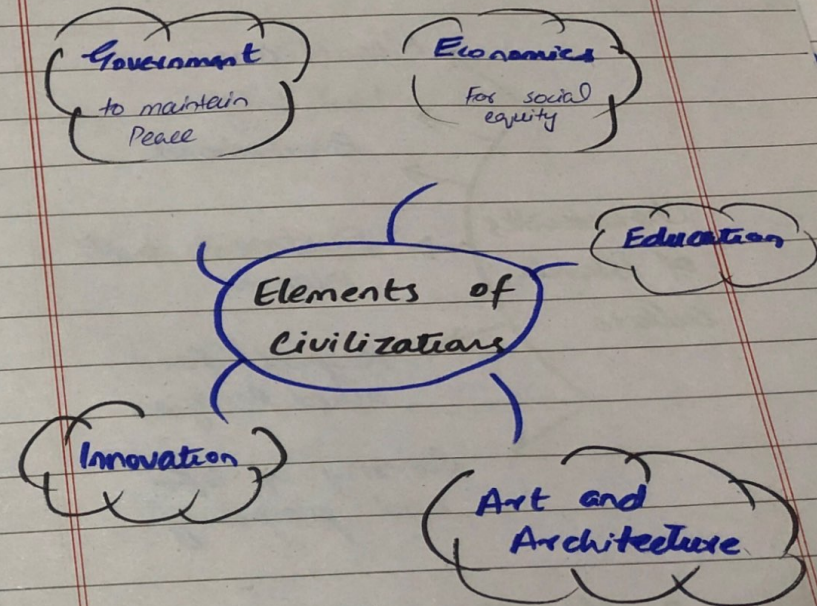 Government
to maintain
Peace
Economics
For social
equity
Education
Elements of
Civilizations
Innovation
Art and
Architecture